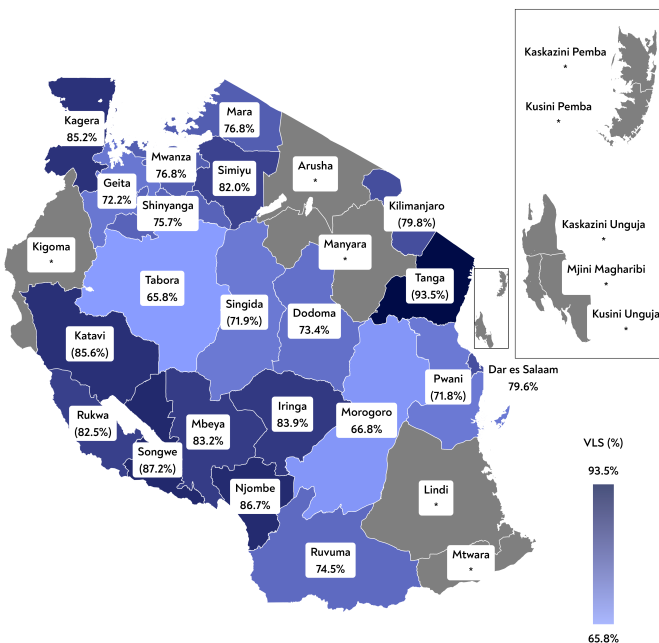 Kaskazini Pemba
*
Kusini Pemba
*
Mara
76.8%
Kagera
85.2%
Mwanza
76.8%
Simiyu
82.0%
Arusha
*
Geita
72.2%
Shinyanga
75.7%
Kilimanjaro
(79.8%)
Kaskazini Unguja
*
Kigoma
*
Manyara
*
Mjini Magharibi
*
Tabora
65.8%
Tanga
(93.5%)
Singida
(71.9%)
Dodoma
73.4%
Kusini Unguja
*
Katavi
(85.6%)
Dar es Salaam
79.6%
Pwani
(71.8%)
Rukwa
(82.5%)
Mbeya
83.2%
Iringa
83.9%
Morogoro
66.8%
Songwe
(87.2%)
VLS (%)
93.5%
Njombe
86.7%
Lindi
*
Ruvuma
74.5%
Mtwara
*
65.8%